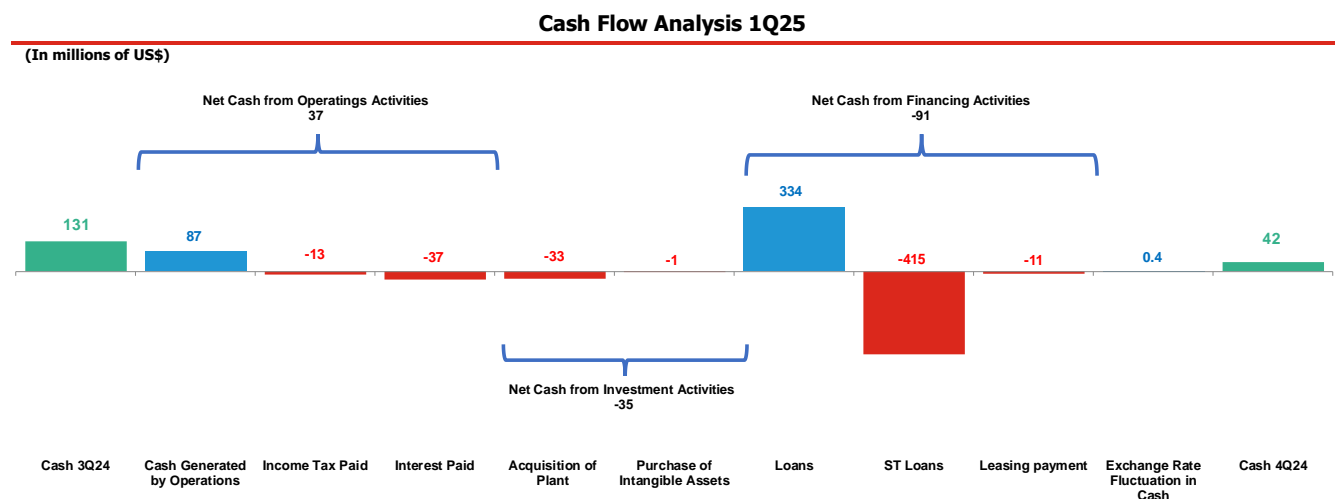 Cash Flow Analysis 1Q25
(In millions of US$)
Net Cash from Operatings Activities
37
Net Cash from Financing Activities
-91
131
87
-13
-37
-33
-1
334
-415
-11
0.4
42
Net Cash from Investment Activities
-35
Cash 3Q24
Cash Generated
by Operations
Income Tax Paid
Interest Paid
Acquisition of
Plant
Purchase of
Intangible Assets
Loans
ST Loans
Leasing payment
Exchange Rate
Fluctuation in
Cash
Cash 4Q24